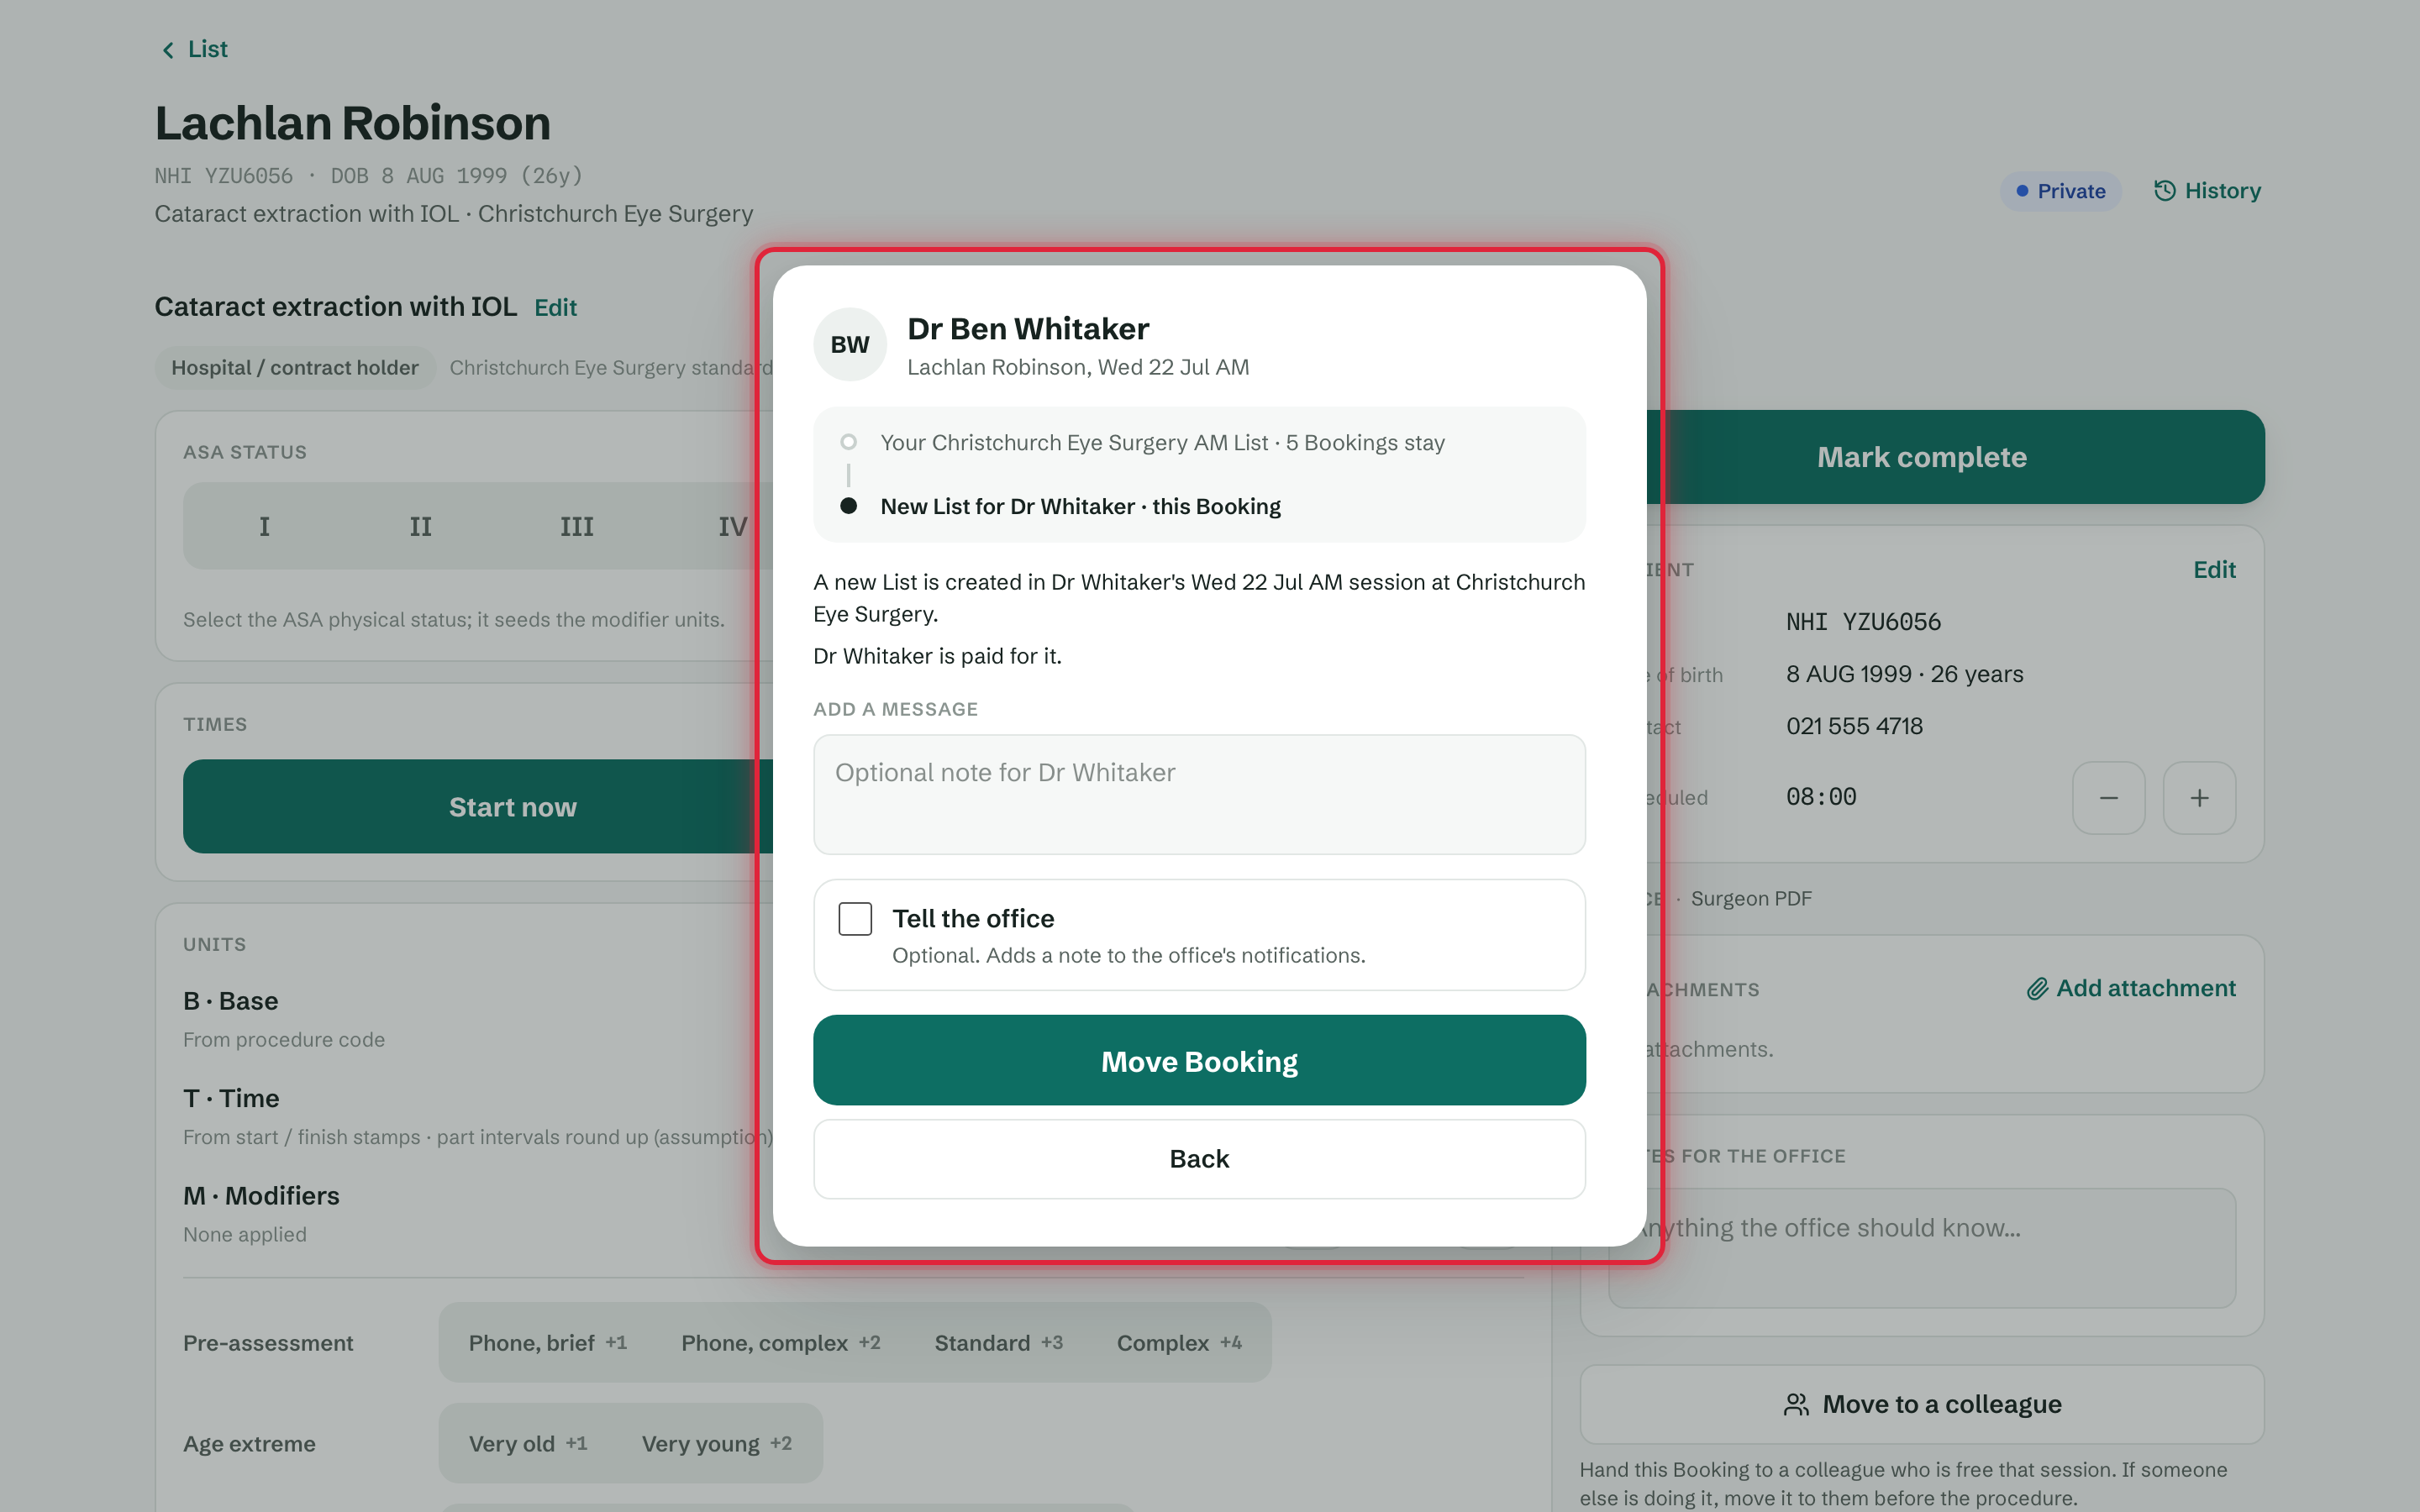 List
Lachlan Robinson
NHI YZU6056 · DOB 8 AUG 1999 (26y)
Cataract extraction with IOL · Christchurch Eye Surgery
Private
History
Cataract extraction with IOL Edit
Hospital / contract holder Christchurch Eye Surgery standard
ASA STATUS
I II III IV
Select the ASA physical status; it seeds the modifier units.
TIMES
Start now
UNITS
B · Base
From procedure code
T · Time
From start / finish stamps · part intervals round up (assumption)
M · Modifiers
None applied
Pre-assessment
Phone, brief +1 Phone, complex +2 Standard +3 Complex +4
Age extreme
Very old +1 Very young +2
BW
Dr Ben Whitaker
Lachlan Robinson, Wed 22 Jul AM
Your Christchurch Eye Surgery AM List · 5 Bookings stay
New List for Dr Whitaker · this Booking
A new List is created in Dr Whitaker's Wed 22 Jul AM session at Christchurch
Eye Surgery.
Dr Whitaker is paid for it.
ADD A MESSAGE
Optional note for Dr Whitaker
Tell the office
Optional. Adds a note to the office's notifications.
Move Booking
Back
Mark complete
Edit
NHI YZU6056
of birth 8 AUG 1999 · 26 years
021 555 4718
08:00
· Surgeon PDF
Add attachment
attachments.
FOR THE OFFICE
Anything the office should know...
Move to a colleague
Hand this Booking to a colleague who is free that session. If someone
else is doing it, move it to them before the procedure.